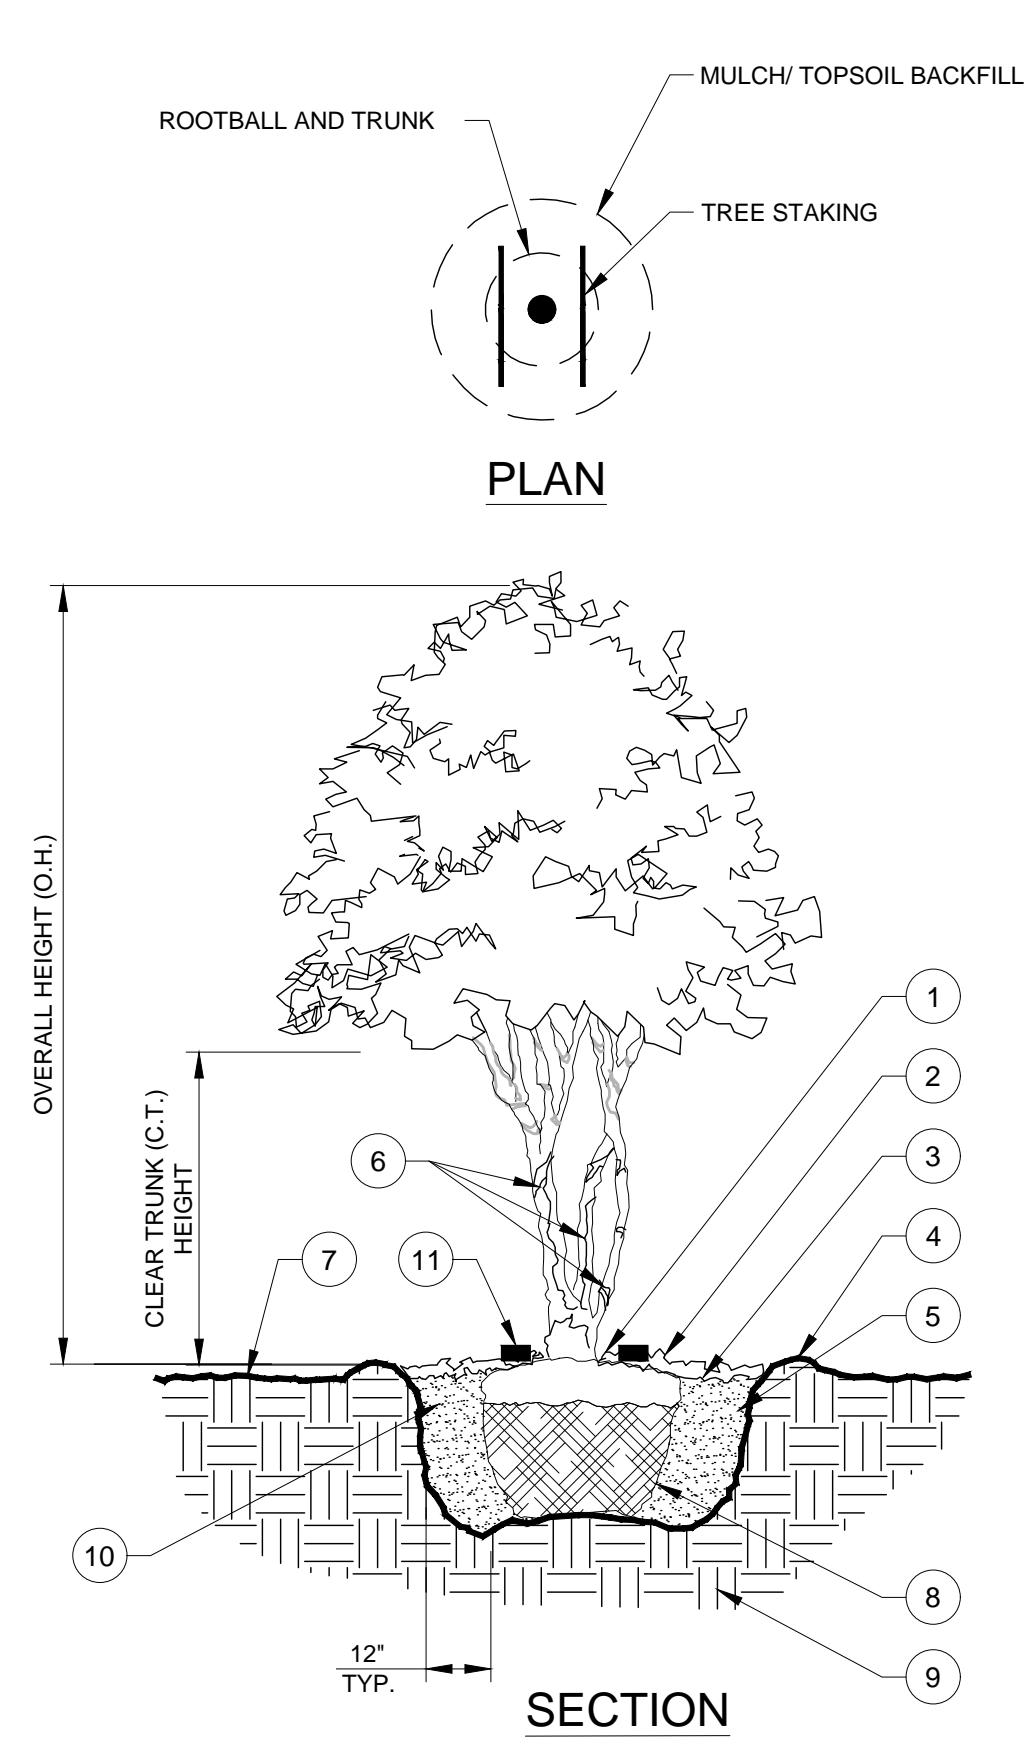 MULCH/ TOPSOIL BACKFILL
ROOTBALL AND TRUNK
TREE STAKING
PLAN
OVERALL HEIGHT (O.H.)
CLEAR TRUNK (C.T.)
HEIGHT
1
2
3
4
5
6
7
11
10
8
9
12"
TYP.
SECTION